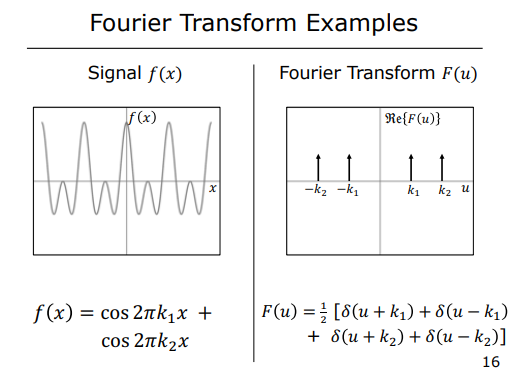 Fourier Transform Examples
Signal f(x)
Fourier Transform F(u)
f(x)
x
ℜe{F(u)}
−k₂ −k₁ k₁ k₂ u
f(x) = cos 2πk₁x +
cos 2πk₂x
F(u) = ½ [δ(u + k₁) + δ(u − k₁)
+ δ(u + k₂) + δ(u − k₂)]
16